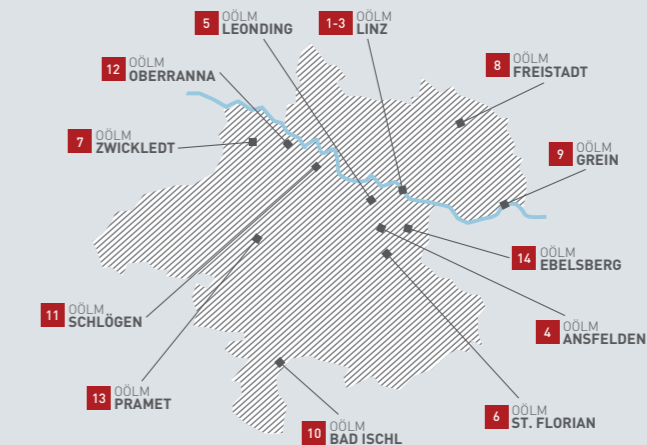 5 OÖLM
LEONDING
1-3 OÖLM
LINZ
12 OÖLM
OBERRANNA
8 OÖLM
FREISTADT
7 OÖLM
ZWICKLEDT
9 OÖLM
GREIN
14 OÖLM
EBELSBERG
11 OÖLM
SCHLÖGEN
4 OÖLM
ANSFELDEN
13 OÖLM
PRAMET
6 OÖLM
ST. FLORIAN
10 OÖLM
BAD ISCHL